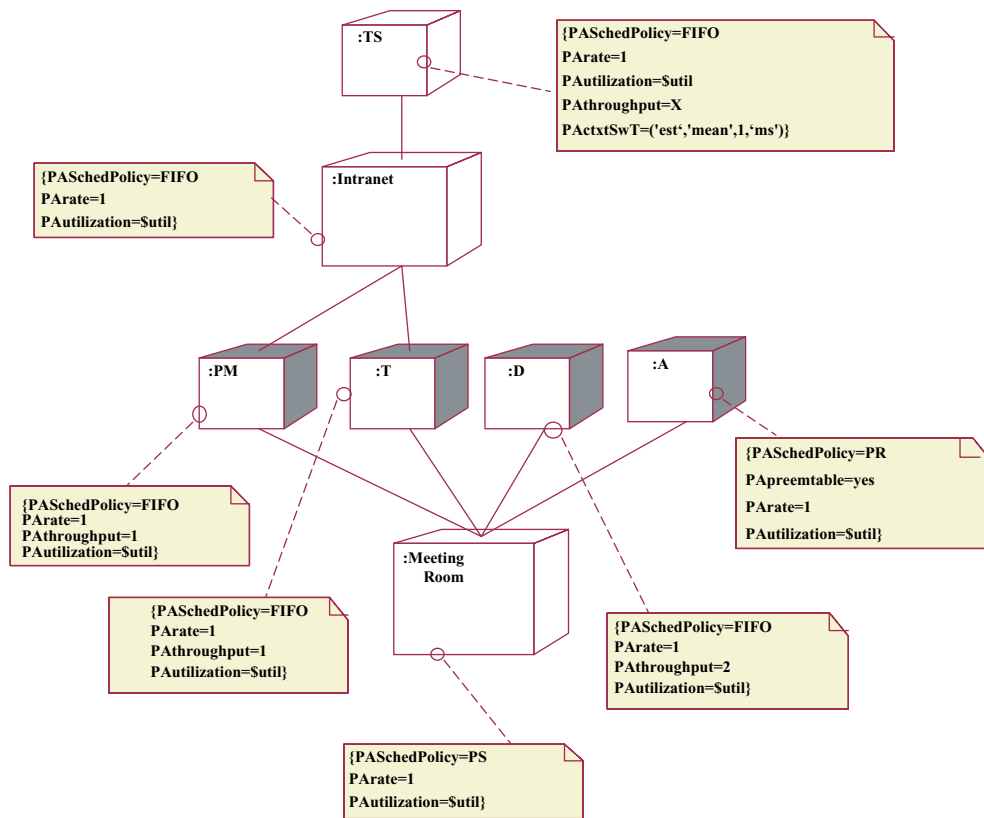 :TS
{PASchedPolicy=FIFO
PArate=1
PAutilization=$util
PAthroughput=X
PActxtSwT=('est‘,'mean',1,‘ms')}
{PASchedPolicy=FIFO
PArate=1
PAutilization=$util}
:Intranet
:PM
:T
:D
:A
{PASchedPolicy=PR
PApreemtable=yes
PArate=1
PAutilization=$util}
{PASchedPolicy=FIFO
PArate=1
PAthroughput=1
PAutilization=$util}
:Meeting
Room
{PASchedPolicy=FIFO
PArate=1
PAthroughput=1
PAutilization=$util}
{PASchedPolicy=FIFO
PArate=1
PAthroughput=2
PAutilization=$util}
{PASchedPolicy=PS
PArate=1
PAutilization=$util}